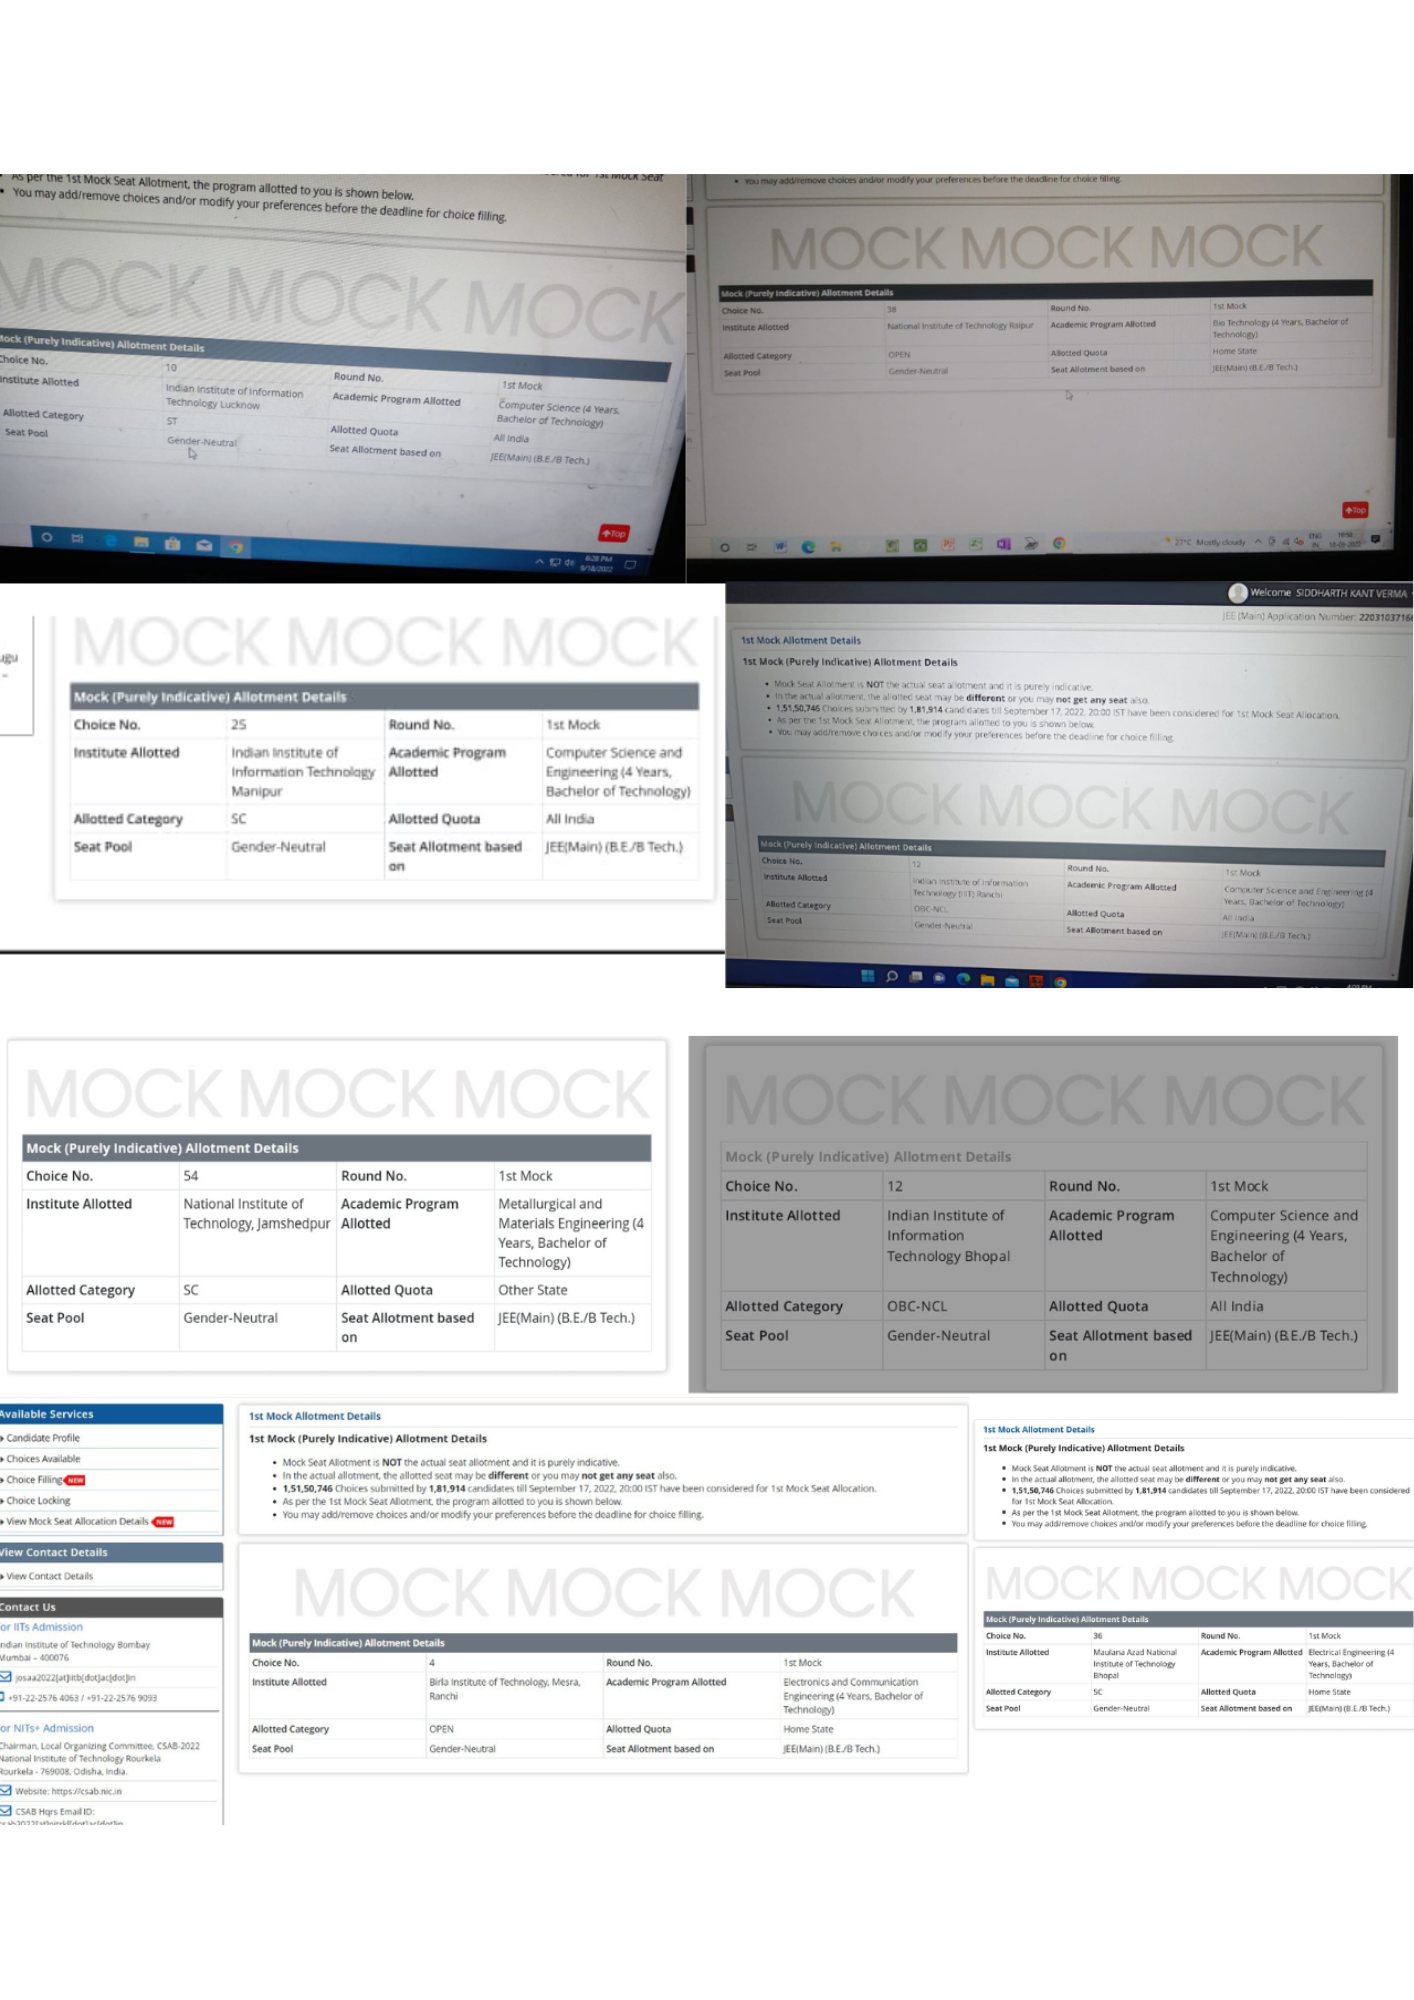 As per the 1st Mock Seat Allotment, the program allotted to you is shown below.
• You may add/remove choices and/or modify your preferences before the deadline for choice filling.
MOCK MOCK MOCK
Mock (Purely Indicative) Allotment Details
Choice No. 10 Round No. 1st Mock
Institute Allotted Indian Institute of Information Academic Program Allotted Computer Science (4 Years,
Technology Lucknow Bachelor of Technology)
Allotted Category ST Allotted Quota All India
Seat Pool Gender-Neutral Seat Allotment based on JEE(Main) (B.E./B Tech.)
Top
6:28 PM
9/18/2022
• You may add/remove choices and/or modify your preferences before the deadline for choice filling.
MOCK MOCK MOCK
Mock (Purely Indicative) Allotment Details
Choice No. 38 Round No. 1st Mock
Institute Allotted National Institute of Technology Raipur Academic Program Allotted Bio Technology (4 Years, Bachelor of
Technology)
Allotted Category OPEN Allotted Quota Home State
Seat Pool Gender-Neutral Seat Allotment based on JEE(Main) (B.E./B Tech.)
Top
27°C Mostly cloudy ENG
IN 18-09-2022
ugu
MOCK MOCK MOCK
Mock (Purely Indicative) Allotment Details
Choice No. 25 Round No. 1st Mock
Institute Allotted Indian Institute of Academic Program Computer Science and
Information Technology Allotted Engineering (4 Years,
Manipur Bachelor of Technology)
Allotted Category SC Allotted Quota All India
Seat Pool Gender-Neutral Seat Allotment based JEE(Main) (B.E./B Tech.)
on
Welcome SIDDHARTH KANT VERMA
JEE (Main) Application Number: 2203103716
1st Mock Allotment Details
1st Mock (Purely Indicative) Allotment Details
• Mock Seat Allotment is NOT the actual seat allotment and it is purely indicative.
• In the actual allotment, the allotted seat may be different or you may not get any seat also.
• 1,51,50,746 Choices submitted by 1,81,914 candidates till September 17, 2022, 20:00 IST have been considered for 1st Mock Seat Allocation.
• As per the 1st Mock Seat Allotment, the program allotted to you is shown below.
• You may add/remove choices and/or modify your preferences before the deadline for choice filling.
MOCK MOCK MOCK
Mock (Purely Indicative) Allotment Details
Choice No. 12 Round No. 1st Mock
Institute Allotted Indian Institute of Information Academic Program Allotted Computer Science and Engineering (4
Technology (IIIT) Ranchi Years, Bachelor of Technology)
Allotted Category OBC-NCL Allotted Quota All India
Seat Pool Gender-Neutral Seat Allotment based on JEE(Main) (B.E./B Tech.)
MOCK MOCK MOCK
Mock (Purely Indicative) Allotment Details
Choice No. 54 Round No. 1st Mock
Institute Allotted National Institute of Academic Program Metallurgical and
Technology, Jamshedpur Allotted Materials Engineering (4
Years, Bachelor of
Technology)
Allotted Category SC Allotted Quota Other State
Seat Pool Gender-Neutral Seat Allotment based JEE(Main) (B.E./B Tech.)
on
MOCK MOCK MOCK
Mock (Purely Indicative) Allotment Details
Choice No. 12 Round No. 1st Mock
Institute Allotted Indian Institute of Academic Program Computer Science and
Information Allotted Engineering (4 Years,
Technology Bhopal Bachelor of
Technology)
Allotted Category OBC-NCL Allotted Quota All India
Seat Pool Gender-Neutral Seat Allotment based JEE(Main) (B.E./B Tech.)
on
Available Services
Candidate Profile
Choices Available
Choice Filling NEW
Choice Locking
View Mock Seat Allocation Details NEW
View Contact Details
View Contact Details
Contact Us
or IITs Admission
ndian Institute of Technology Bombay
Mumbai – 400076
josaa2022[at]iitb[dot]ac[dot]in
+91-22-2576 4063 / +91-22-2576 9093
or NITs+ Admission
Chairman, Local Organizing Committee, CSAB-2022
National Institute of Technology Rourkela
Rourkela - 769008, Odisha, India.
Website: https://csab.nic.in
CSAB Hqrs Email ID:
csab2022[at]nitrkl[dot]ac[dot]in
1st Mock Allotment Details
1st Mock (Purely Indicative) Allotment Details
• Mock Seat Allotment is NOT the actual seat allotment and it is purely indicative.
• In the actual allotment, the allotted seat may be different or you may not get any seat also.
• 1,51,50,746 Choices submitted by 1,81,914 candidates till September 17, 2022, 20:00 IST have been considered for 1st Mock Seat Allocation.
• As per the 1st Mock Seat Allotment, the program allotted to you is shown below.
• You may add/remove choices and/or modify your preferences before the deadline for choice filling.
MOCK MOCK MOCK
Mock (Purely Indicative) Allotment Details
Choice No. 4 Round No. 1st Mock
Institute Allotted Birla Institute of Technology, Mesra, Academic Program Allotted Electronics and Communication
Ranchi Engineering (4 Years, Bachelor of
Technology)
Allotted Category OPEN Allotted Quota Home State
Seat Pool Gender-Neutral Seat Allotment based on JEE(Main) (B.E./B Tech.)
1st Mock Allotment Details
1st Mock (Purely Indicative) Allotment Details
• Mock Seat Allotment is NOT the actual seat allotment and it is purely indicative.
• In the actual allotment, the allotted seat may be different or you may not get any seat also.
• 1,51,50,746 Choices submitted by 1,81,914 candidates till September 17, 2022, 20:00 IST have been considered
for 1st Mock Seat Allocation.
• As per the 1st Mock Seat Allotment, the program allotted to you is shown below.
• You may add/remove choices and/or modify your preferences before the deadline for choice filling.
MOCK MOCK MOCK
Mock (Purely Indicative) Allotment Details
Choice No. 36 Round No. 1st Mock
Institute Allotted Maulana Azad National Academic Program Allotted Electrical Engineering (4
Institute of Technology Years, Bachelor of
Bhopal Technology)
Allotted Category SC Allotted Quota Home State
Seat Pool Gender-Neutral Seat Allotment based on JEE(Main) (B.E./B Tech.)